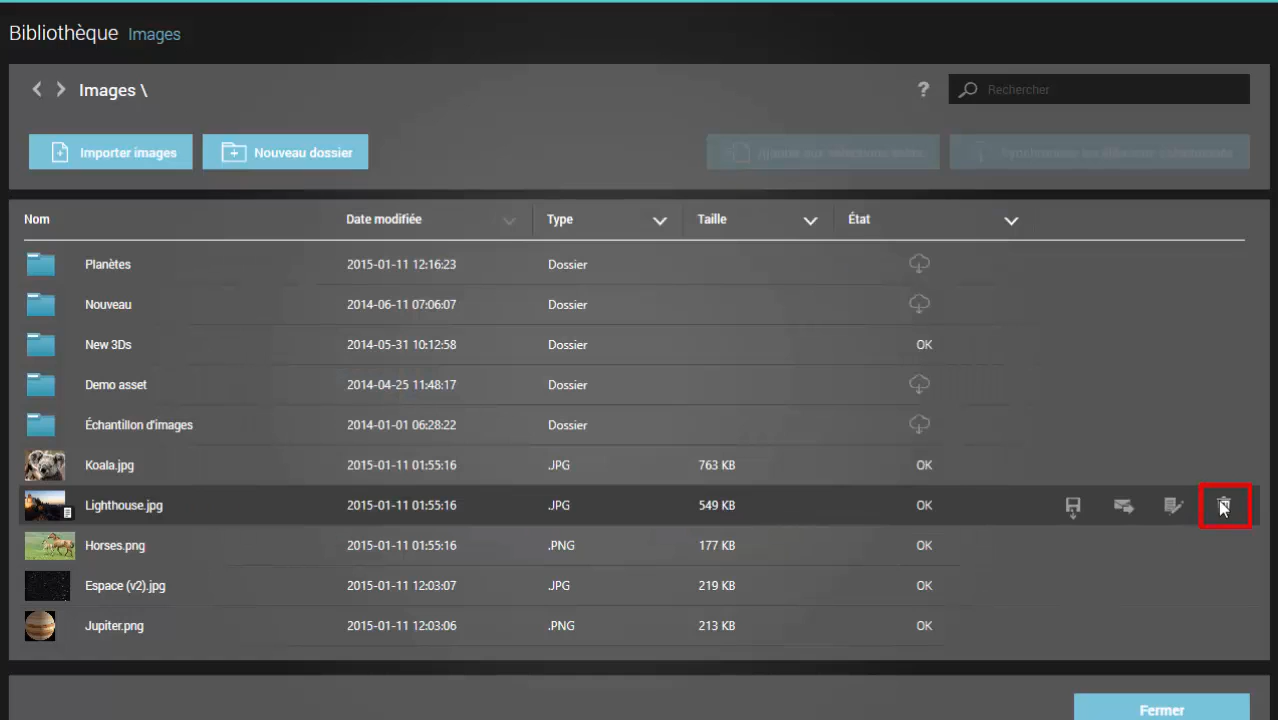 Bibliothèque Images
Images \
? Rechercher
Importer images Nouveau dossier
Nom Date modifiée Type Taille État
Planètes 2015-01-11 12:16:23 Dossier
Nouveau 2014-06-11 07:06:07 Dossier
New 3Ds 2014-05-31 10:12:58 Dossier OK
Demo asset 2014-04-25 11:48:17 Dossier
Échantillon d'images 2014-01-01 06:28:22 Dossier
Koala.jpg 2015-01-11 01:55:16 .JPG 763 KB OK
Lighthouse.jpg 2015-01-11 01:55:16 .JPG 549 KB OK
Horses.png 2015-01-11 01:55:16 .PNG 177 KB OK
Espace (v2).jpg 2015-01-11 12:03:07 .JPG 219 KB OK
Jupiter.png 2015-01-11 12:03:06 .PNG 213 KB OK
Fermer